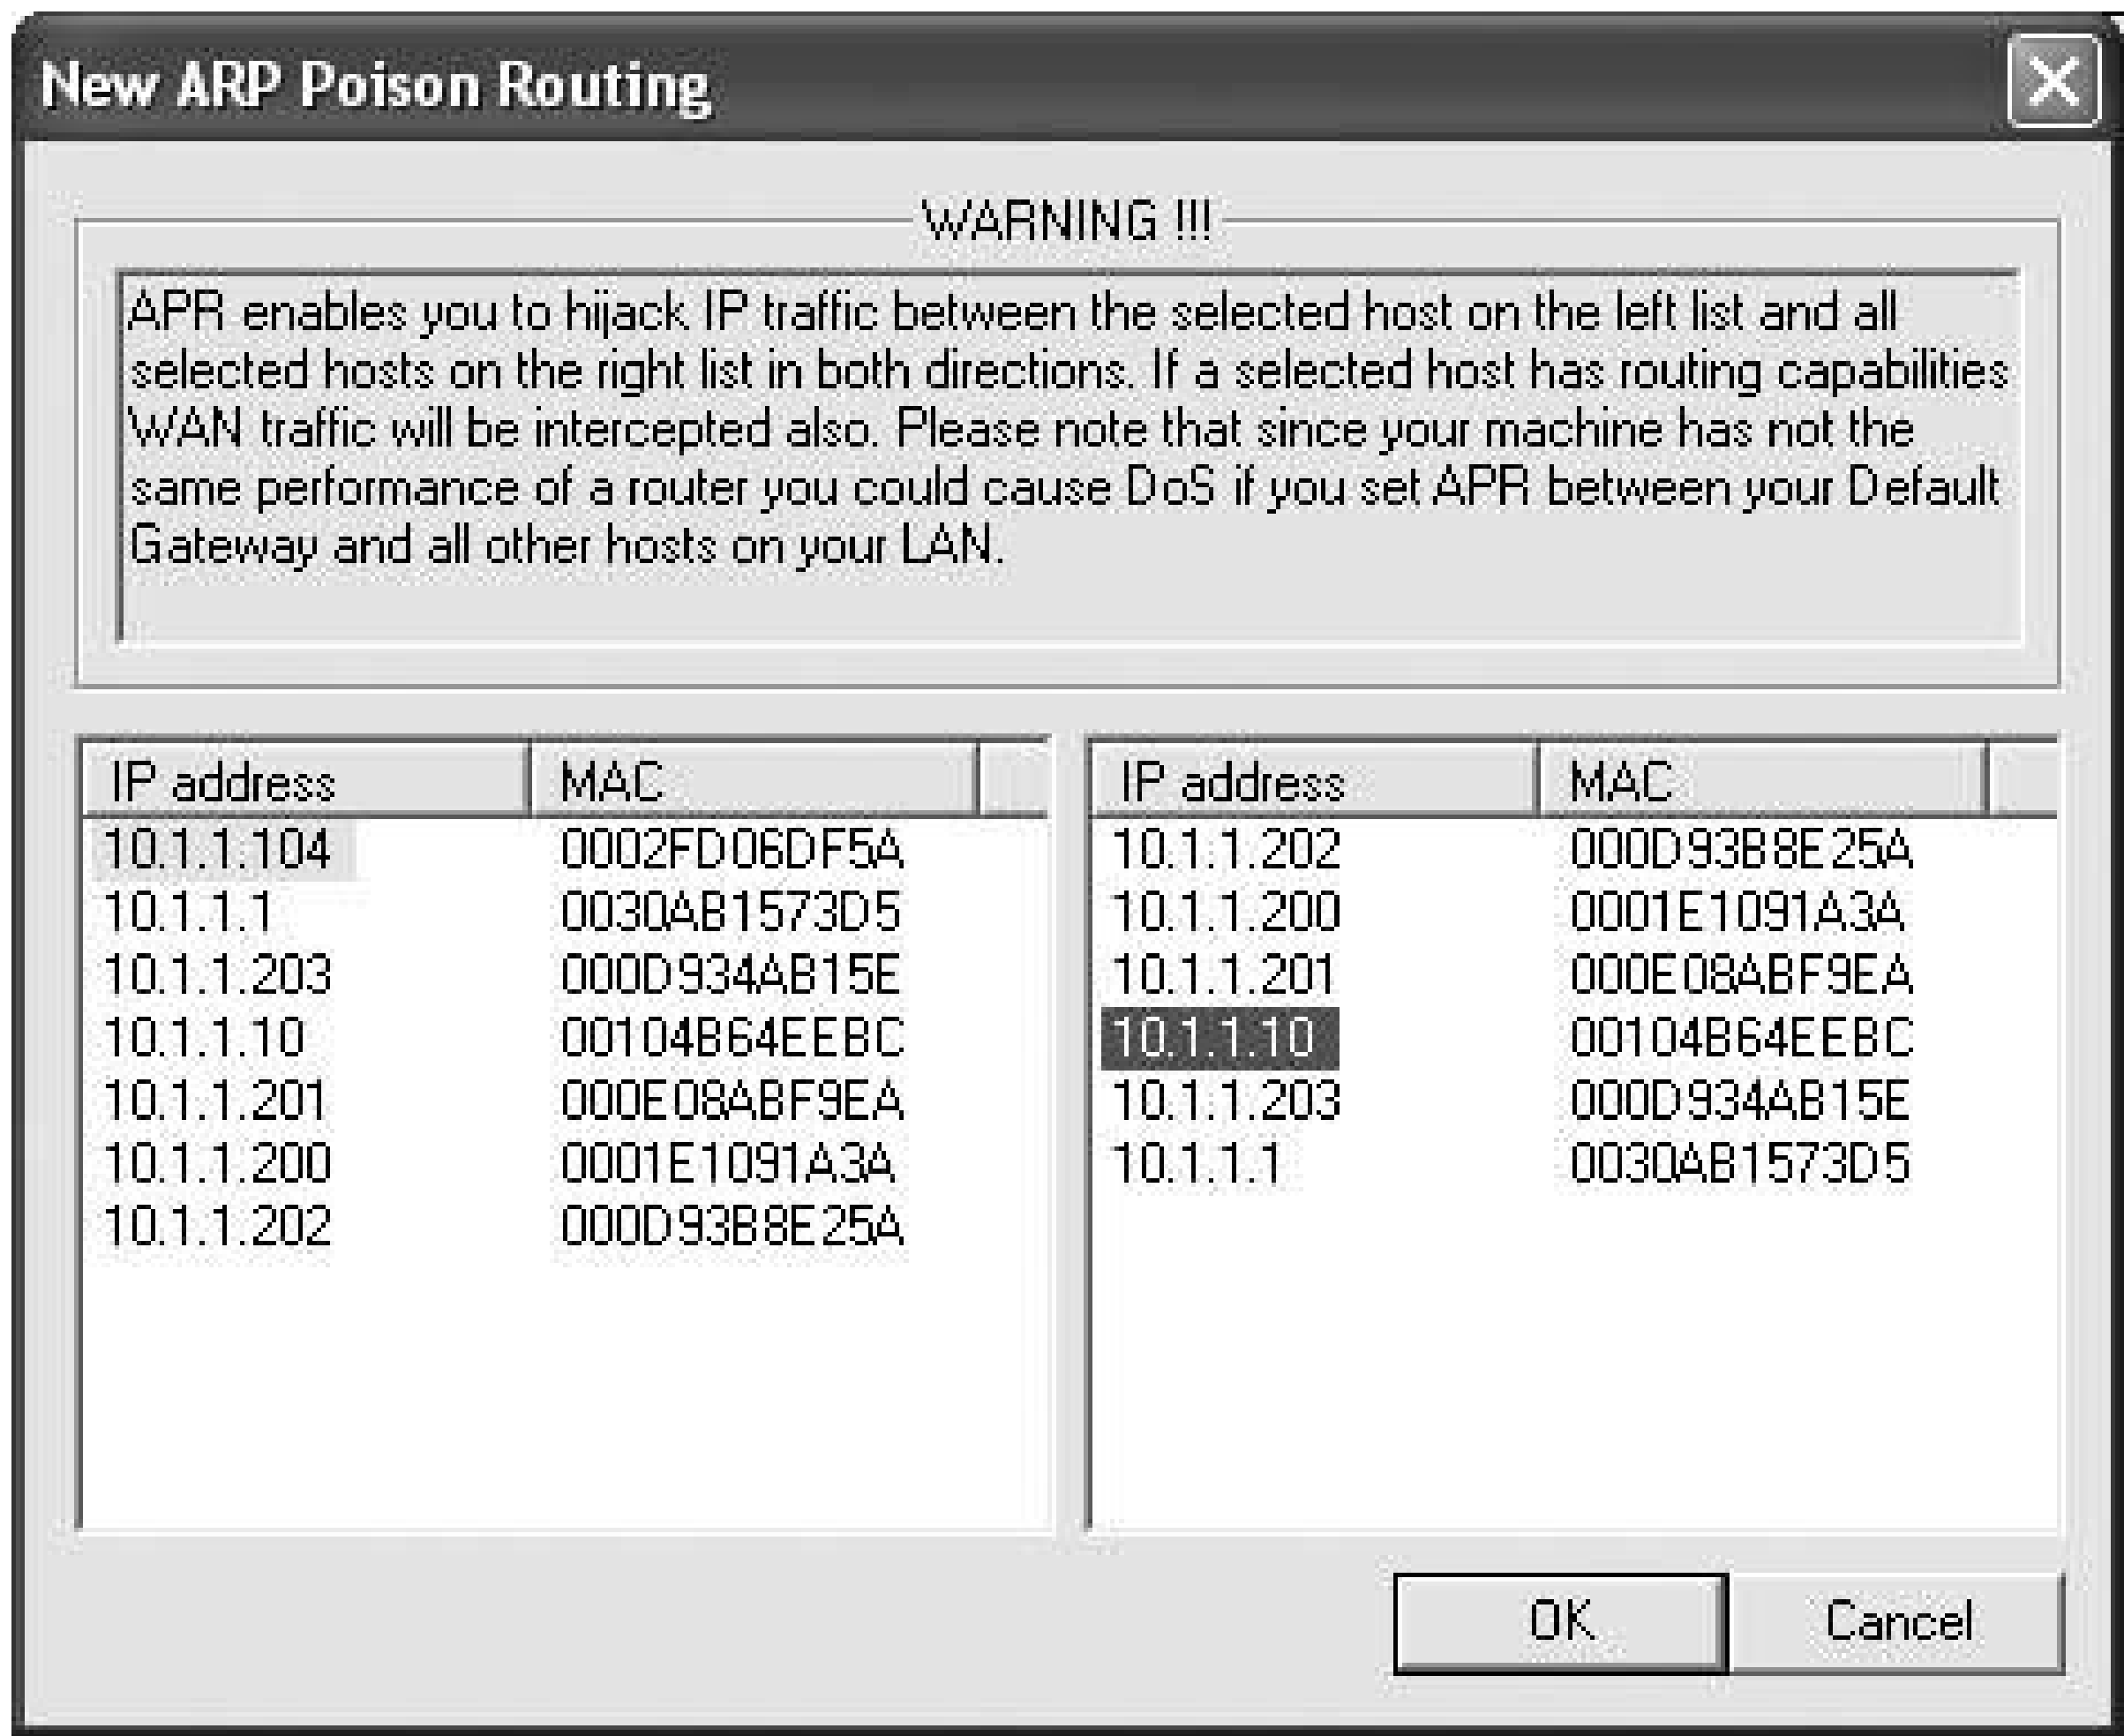 New ARP Poison Routing
WARNING !!!
APR enables you to hijack IP traffic between the selected host on the left list and all
selected hosts on the right list in both directions. If a selected host has routing capabilities
WAN traffic will be intercepted also. Please note that since your machine has not the
same performance of a router you could cause DoS if you set APR between your Default
Gateway and all other hosts on your LAN.
IP address MAC
10.1.1.104 0002FD06DF5A
10.1.1.1 0030AB1573D5
10.1.1.203 000D934AB15E
10.1.1.10 00104B64EEBC
10.1.1.201 000E08ABF9EA
10.1.1.200 0001E1091A3A
10.1.1.202 000D93B8E25A
IP address MAC
10.1.1.202 000D93B8E25A
10.1.1.200 0001E1091A3A
10.1.1.201 000E08ABF9EA
10.1.1.10 00104B64EEBC
10.1.1.203 000D934AB15E
10.1.1.1 0030AB1573D5
OK Cancel